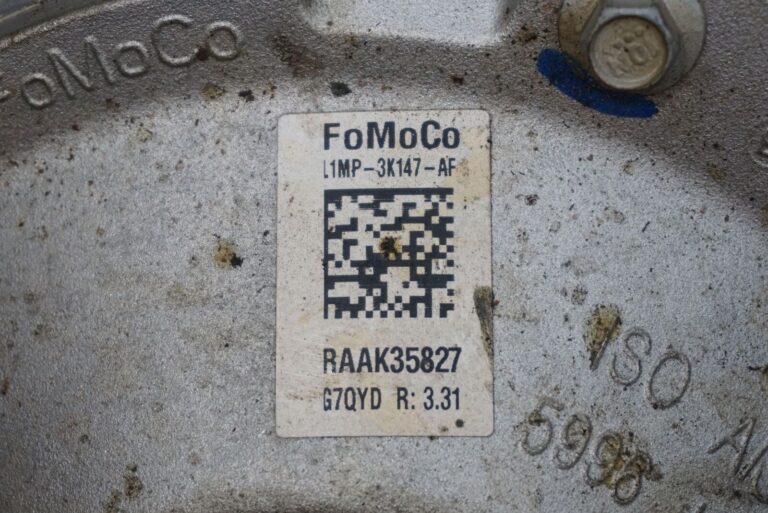 FoMoCo
FoMoCo
L1MP-3K147-AF
RAAK35827
G7QYD R: 3.31
ISO